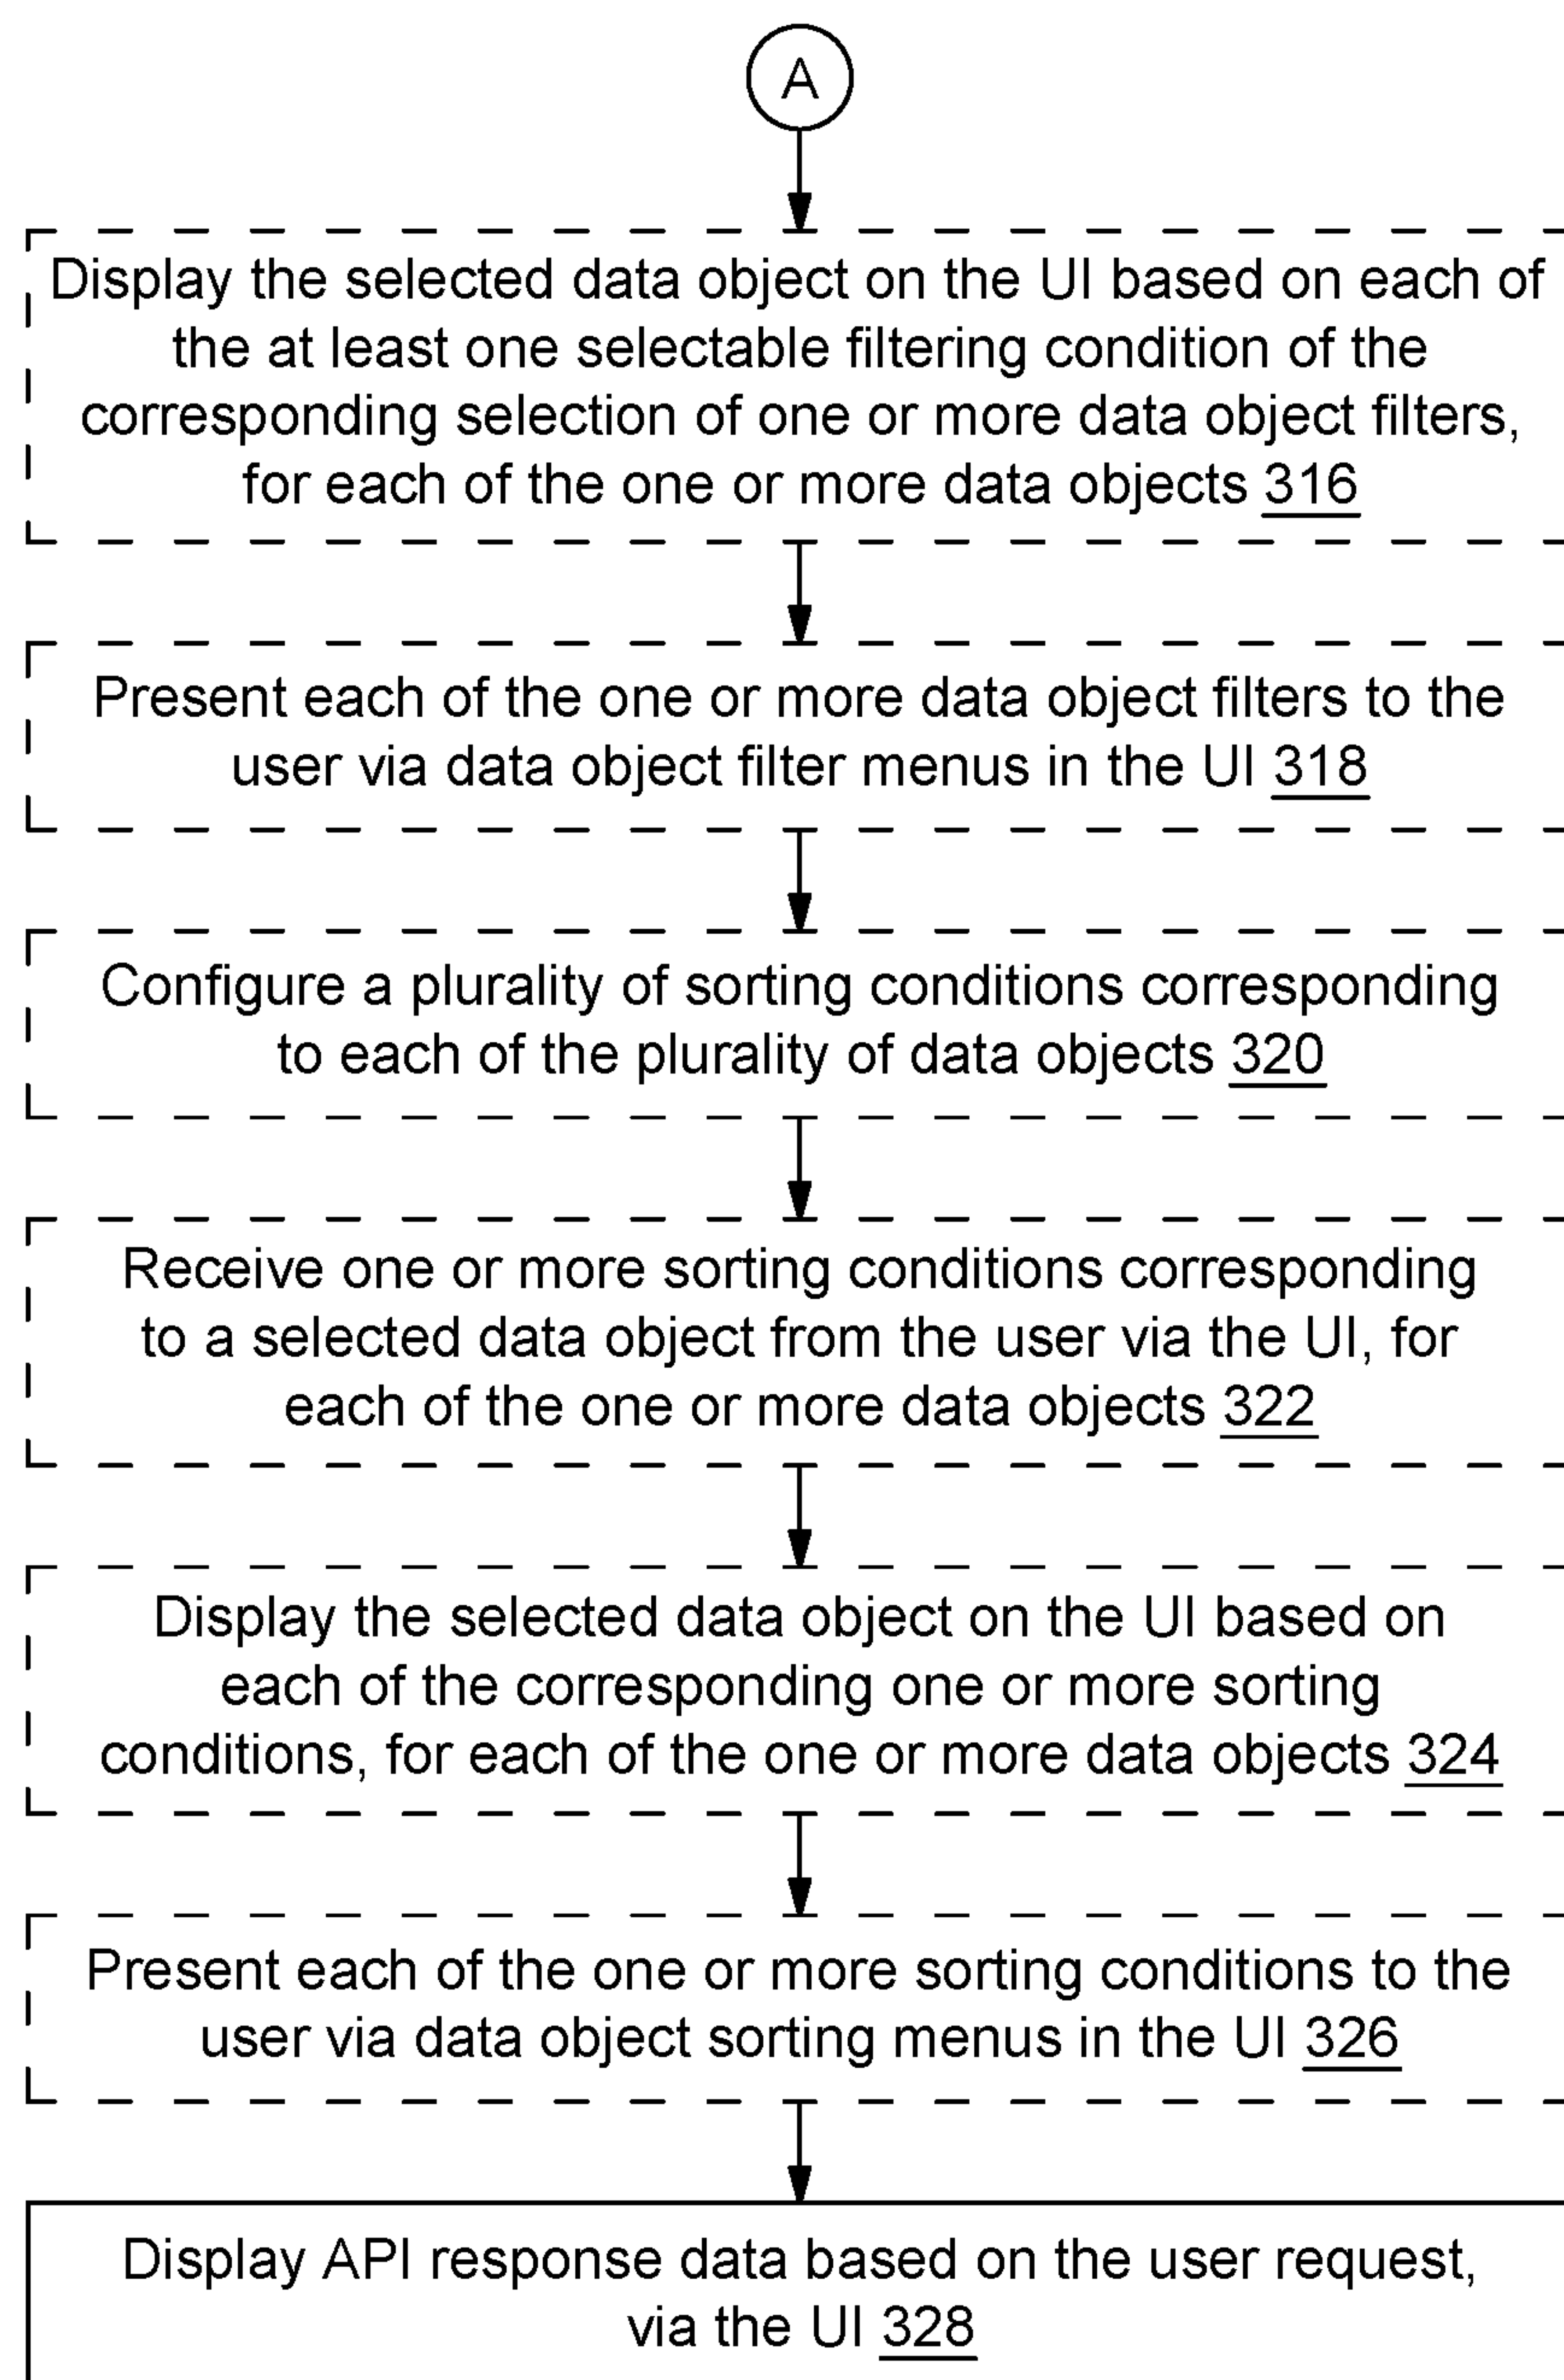 A
Display the selected data object on the UI based on each of
the at least one selectable filtering condition of the
corresponding selection of one or more data object filters,
for each of the one or more data objects 316
Present each of the one or more data object filters to the
user via data object filter menus in the UI 318
Configure a plurality of sorting conditions corresponding
to each of the plurality of data objects 320
Receive one or more sorting conditions corresponding
to a selected data object from the user via the UI, for
each of the one or more data objects 322
Display the selected data object on the UI based on
each of the corresponding one or more sorting
conditions, for each of the one or more data objects 324
Present each of the one or more sorting conditions to the
user via data object sorting menus in the UI 326
Display API response data based on the user request,
via the UI 328